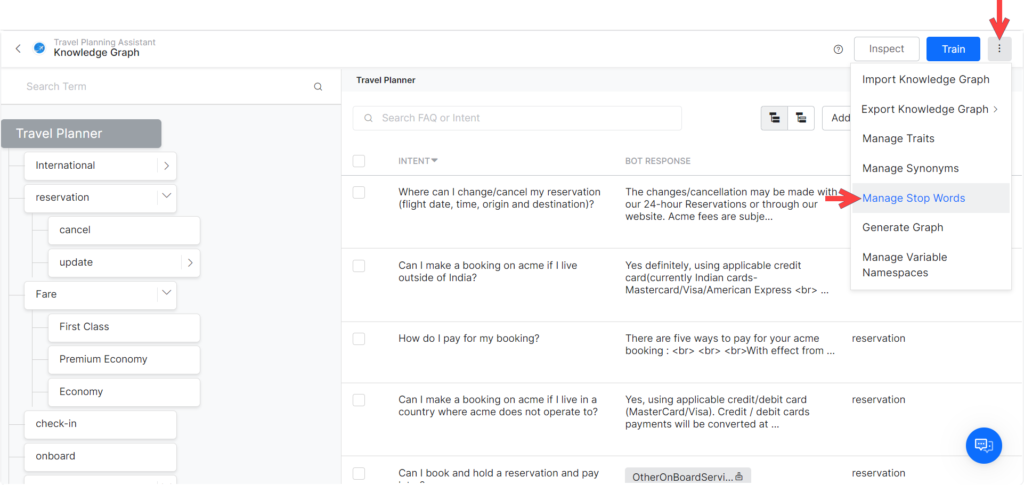 Travel Planning Assistant
Knowledge Graph
Inspect
Train
Search Term
Travel Planner
International
reservation
cancel
update
Fare
First Class
Premium Economy
Economy
check-in
onboard
Travel Planner
Search FAQ or Intent
Add
INTENT
BOT RESPONSE
Where can I change/cancel my reservation
(flight date, time, origin and destination)?
The changes/cancellation may be made with
our 24-hour Reservations or through our
website. Acme fees are subje...
Can I make a booking on acme if I live
outside of India?
Yes definitely, using applicable credit
card(currently Indian cards-
Mastercard/Visa/American Express <br> ...
How do I pay for my booking?
There are five ways to pay for your acme
booking : <br> <br> <br>With effect from ...
reservation
Can I make a booking on acme if I live in a
country where acme does not operate to?
Yes, using applicable credit/debit card
(MasterCard/Visa). Credit / debit cards
payments will be converted at ...
reservation
Can I book and hold a reservation and pay
OtherOnBoardServi...
reservation
Import Knowledge Graph
Export Knowledge Graph
Manage Traits
Manage Synonyms
Manage Stop Words
Generate Graph
Manage Variable
Namespaces